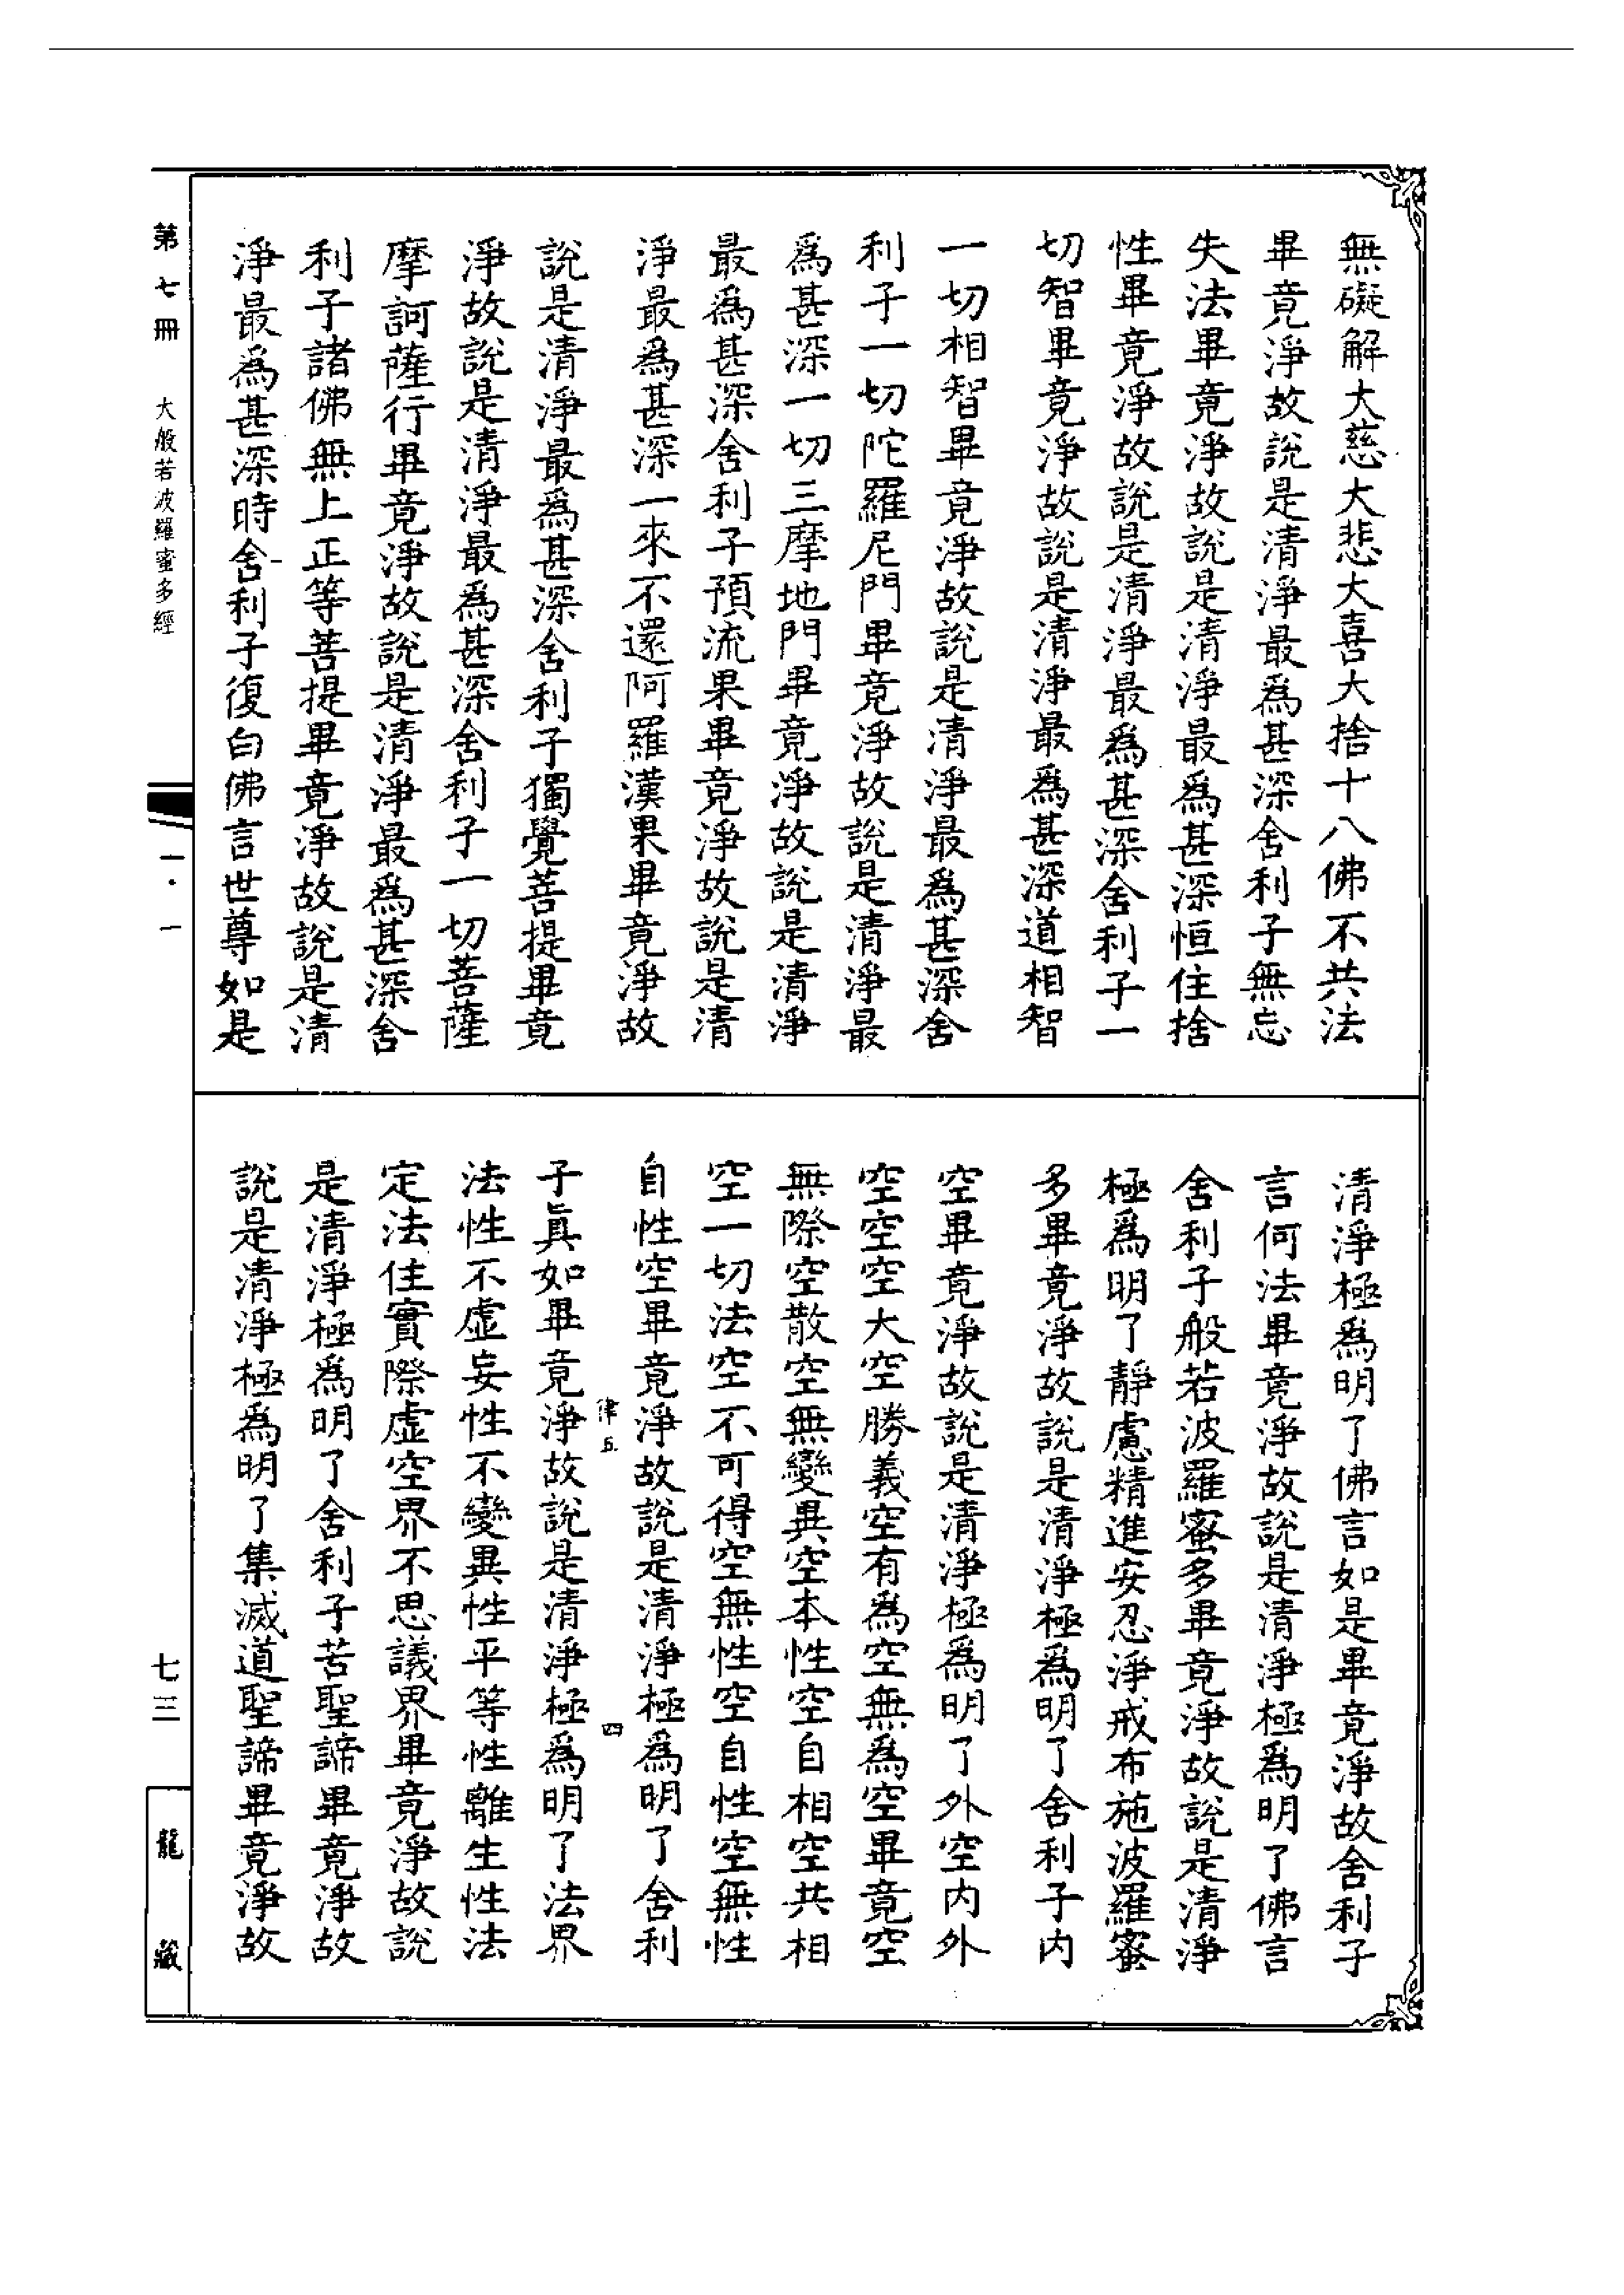 無礙解大慈大悲大喜大捨十八佛不共法
畢竟淨故說是清淨最爲甚深舍利子無忘
失法畢竟淨故說是清淨最爲甚深恒住捨
性畢竟淨故說是清淨最爲甚深舍利子一
切智畢竟淨故說是清淨最爲甚深道相智
一切相智畢竟淨故說是清淨最爲甚深舍
利子一切陀羅尼門畢竟淨故說是清淨最
爲甚深一切三摩地門畢竟淨故說是清淨
最爲甚深舍利子預流果畢竟淨故說是清
淨最爲甚深一來不還阿羅漢果畢竟淨故
說是清淨最爲甚深舍利子獨覺菩提畢竟
淨故說是清淨最爲甚深舍利子一切菩薩
摩訶薩行畢竟淨故說是清淨最爲甚深舍
利子諸佛無上正等菩提畢竟淨故說是清
淨最爲甚深時舍利子復白佛言世尊如是
清淨極爲明了佛言如是畢竟淨故舍利子
言何法畢竟淨故說是清淨極爲明了佛言
舍利子般若波羅蜜多畢竟淨故說是清淨
極爲明了靜慮精進安忍淨戒布施波羅蜜
多畢竟淨故說是清淨極爲明了舍利子内
空畢竟淨故說是清淨極爲明了外空内外
空空空大空勝義空有爲空無爲空畢竟空
無際空散空無變異空本性空自相空共相
空一切法空不可得空無性空自性空無性
自性空畢竟淨故說是清淨極爲明了舍利
律五
四
子眞如畢竟淨故說是清淨極爲明了法界
法性不虛妄性不變異性平等性離生性法
定法住實際虛空界不思議界畢竟淨故說
是清淨極爲明了舍利子苦聖諦畢竟淨故
說是清淨極爲明了集滅道聖諦畢竟淨故
第七冊
大般若波羅蜜多經
一·一
七三
龍藏